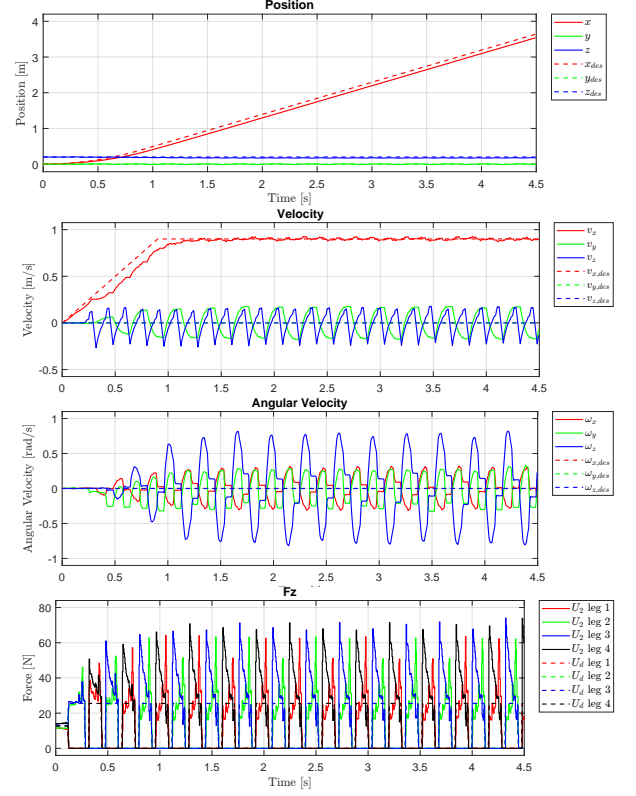 Position
4
3
2
1
0
Position [m]
0 0.5 1 1.5 2 2.5 3 3.5 4 4.5
Time [s]
x
y
z
x_des
y_des
z_des
Velocity
1
0.5
0
-0.5
Velocity [m/s]
0 0.5 1 1.5 2 2.5 3 3.5 4 4.5
v_x
v_y
v_z
v_x,des
v_y,des
v_z,des
Angular Velocity
1
0.5
0
-0.5
-1
Angular Velocity [rad/s]
0 0.5 1 1.5 2 2.5 3 3.5 4 4.5
ω_x
ω_y
ω_z
ω_x,des
ω_y,des
ω_z,des
Fz
80
60
40
20
0
Force [N]
0 0.5 1 1.5 2 2.5 3 3.5 4 4.5
Time [s]
U_2 leg 1
U_2 leg 2
U_2 leg 3
U_2 leg 4
U_d leg 1
U_d leg 2
U_d leg 3
U_d leg 4